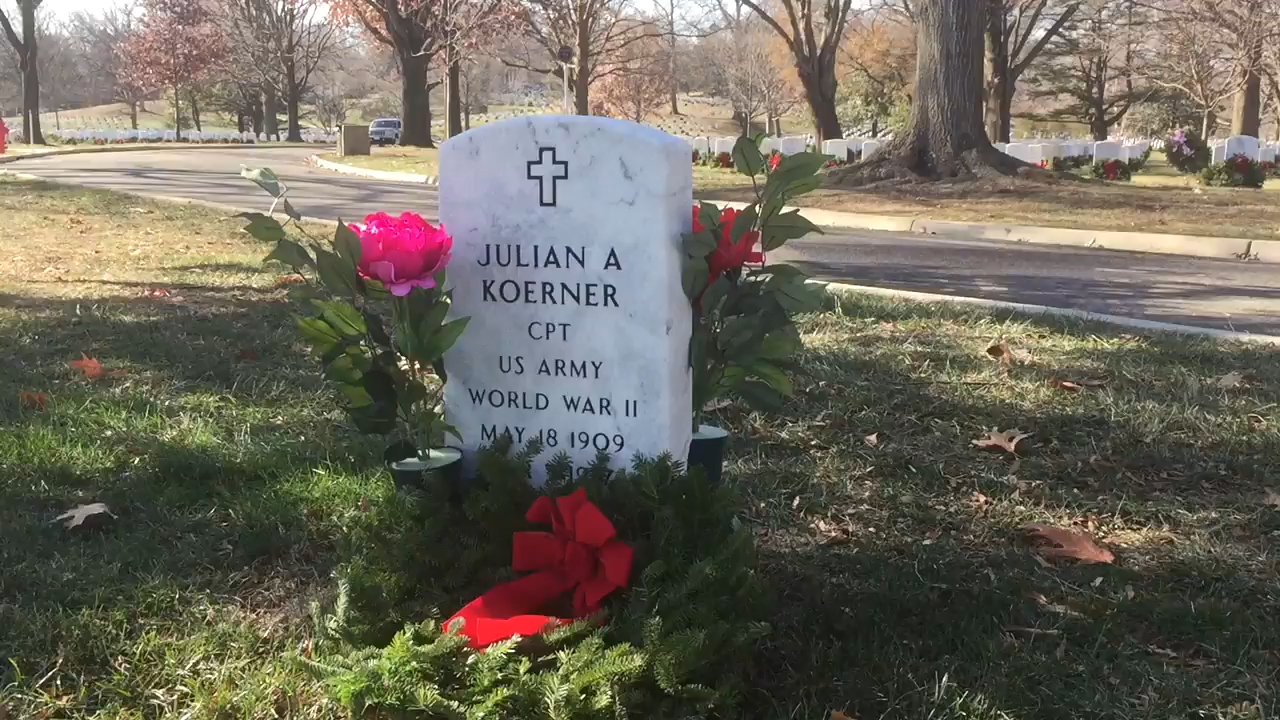 JULIAN A
KOERNER
CPT
US ARMY
WORLD WAR II
MAY 18 1909